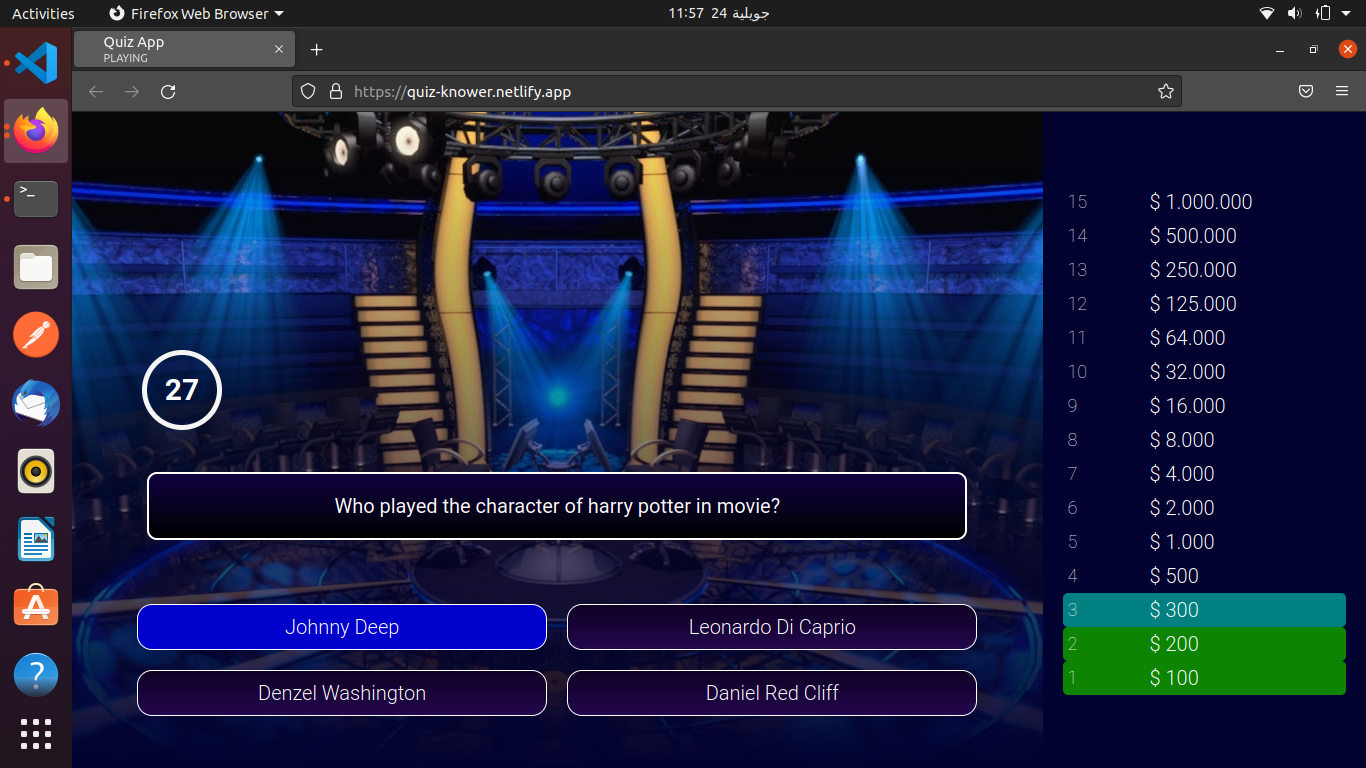 Activities
Firefox Web Browser
11:57 24 جويلية
Quiz App
PLAYING
https://quiz-knower.netlify.app
27
Who played the character of harry potter in movie?
Johnny Deep
Leonardo Di Caprio
Denzel Washington
Daniel Red Cliff
15 $ 1.000.000
14 $ 500.000
13 $ 250.000
12 $ 125.000
11 $ 64.000
10 $ 32.000
9 $ 16.000
8 $ 8.000
7 $ 4.000
6 $ 2.000
5 $ 1.000
4 $ 500
3 $ 300
2 $ 200
1 $ 100